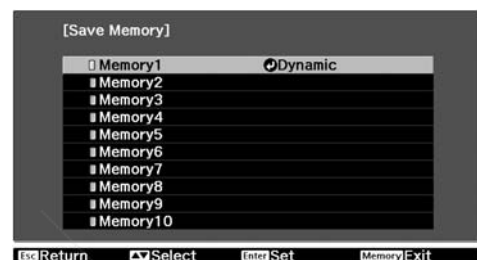 [Save Memory]
Memory1 Dynamic
Memory2
Memory3
Memory4
Memory5
Memory6
Memory7
Memory8
Memory9
Memory10
Esc Return Select Enter Set Memory Exit